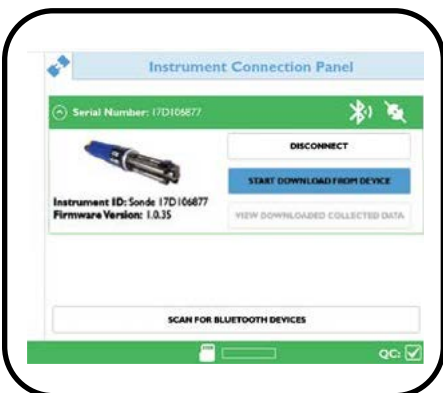 Instrument Connection Panel
Serial Number: 17D106877
DISCONNECT
START DOWNLOAD FROM DEVICE
Instrument ID: Sonde 17D106877
Firmware Version: 1.0.35
VIEW DOWNLOADED COLLECTED DATA
SCAN FOR BLUETOOTH DEVICES
QC: